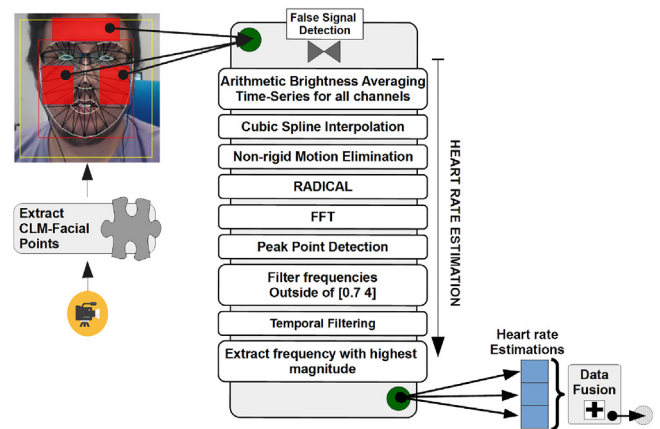 False Signal
Detection
Arithmetic Brightness Averaging
Time-Series for all channels
Cubic Spline Interpolation
Non-rigid Motion Elimination
RADICAL
FFT
Peak Point Detection
Filter frequencies
Outside of [0.7 4]
Temporal Filtering
Extract frequency with highest
magnitude
HEART RATE ESTIMATION
Extract
CLM-Facial
Points
Heart rate
Estimations
Data
Fusion